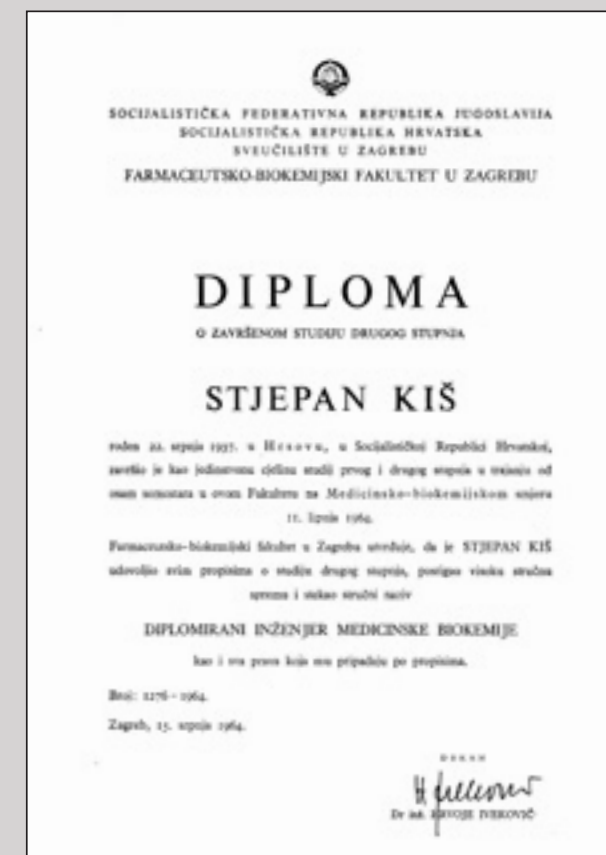 SOCIJALISTIČKA FEDERATIVNA REPUBLIKA JUGOSLAVIJA
SOCIJALISTIČKA REPUBLIKA HRVATSKA
SVEUČILIŠTE U ZAGREBU
FARMACEUTSKO-BIOKEMIJSKI FAKULTET U ZAGREBU
DIPLOMA
O ZAVRŠENOM STUDIJU DRUGOG STUPNJA
STJEPAN KIŠ
rođen 22. srpnja 1937. u Hrsovu, u Socijalističkoj Republici Hrvatskoj,
završio je kao jedinstvenu cjelinu studij prvog i drugog stupnja u trajanju od
osam semestara u ovom Fakultetu na Medicinsko-biokemijskom smjeru
11. lipnja 1964.
Farmaceutsko-biokemijski fakultet u Zagrebu utvrđuje, da je STJEPAN KIŠ
udovoljio svim propisima o studiju drugog stupnja, postigao visoku stručnu
spremu i stekao stručni naziv
DIPLOMIRANI INŽENJER MEDICINSKE BIOKEMIJE
kao i sva prava koja mu pripadaju po propisima.
Broj: 1276-1964.
Zagreb, 15. srpnja 1964.
DEKAN
Dr inž. HRVOJE IVEKOVIĆ